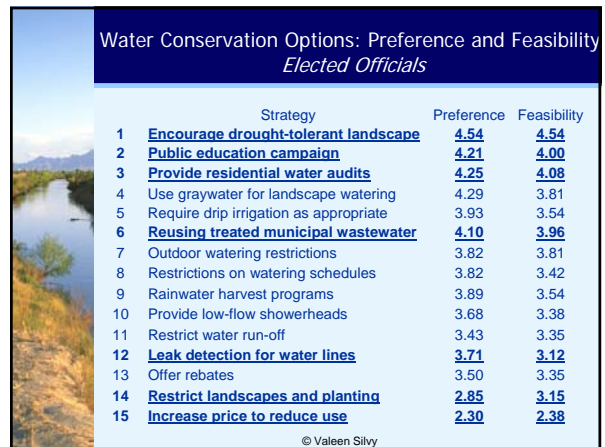 Water Conservation Options: Preference and Feasibility
Elected Officials
Strategy Preference Feasibility
1 Encourage drought-tolerant landscape 4.54 4.54
2 Public education campaign 4.21 4.00
3 Provide residential water audits 4.25 4.08
4 Use graywater for landscape watering 4.29 3.81
5 Require drip irrigation as appropriate 3.93 3.54
6 Reusing treated municipal wastewater 4.10 3.96
7 Outdoor watering restrictions 3.82 3.81
8 Restrictions on watering schedules 3.82 3.42
9 Rainwater harvest programs 3.89 3.54
10 Provide low-flow showerheads 3.68 3.38
11 Restrict water run-off 3.43 3.35
12 Leak detection for water lines 3.71 3.12
13 Offer rebates 3.50 3.35
14 Restrict landscapes and planting 2.85 3.15
15 Increase price to reduce use 2.30 2.38
© Valeen Silvy